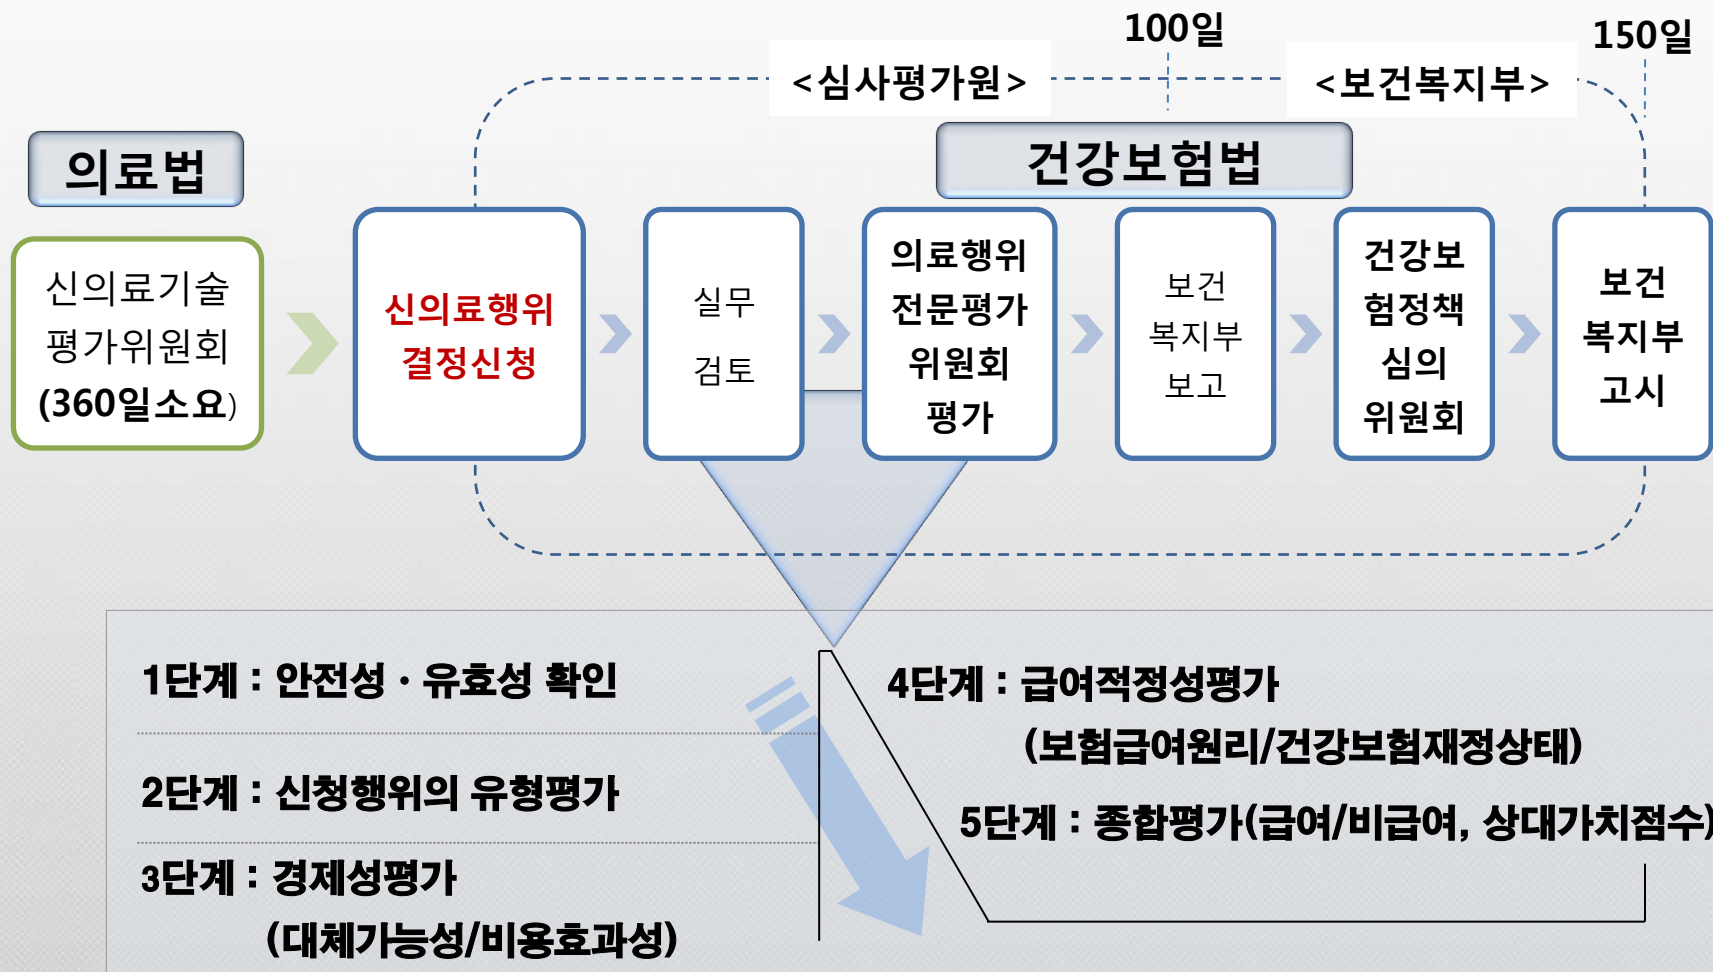 100일
150일
<심사평가원>
<보건복지부>
의료법
건강보험법
신의료기술
평가위원회
(360일소요)
신의료행위
결정신청
실무
검토
의료행위
전문평가
위원회
평가
보건
복지부
보고
건강보
험정책
심의
위원회
보건
복지부
고시
1단계 : 안전성 · 유효성 확인
2단계 : 신청행위의 유형평가
3단계 : 경제성평가
(대체가능성/비용효과성)
4단계 : 급여적정성평가
(보험급여원리/건강보험재정상태)
5단계 : 종합평가(급여/비급여, 상대가치점수)